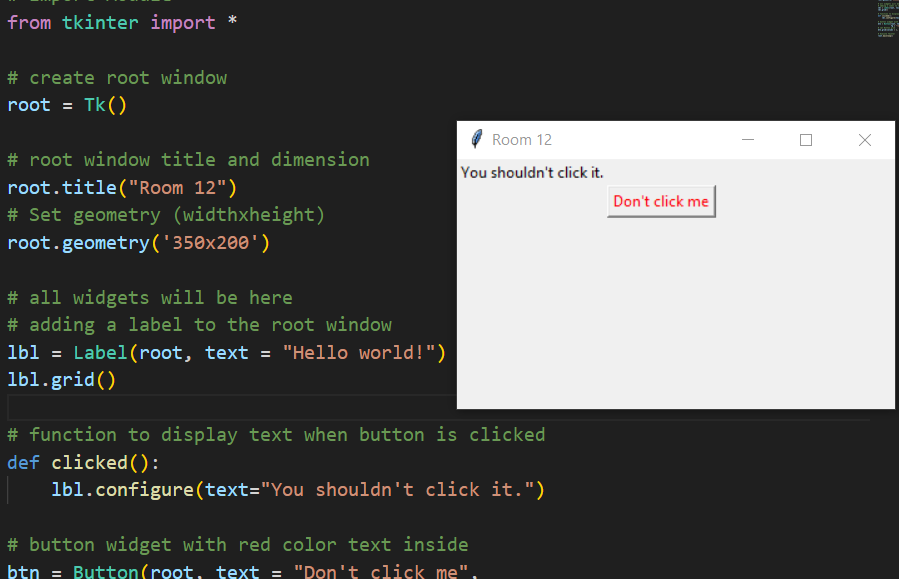 # import Module
from tkinter import *
# create root window
root = Tk()
# root window title and dimension
root.title("Room 12")
# Set geometry (widthxheight)
root.geometry('350x200')
# all widgets will be here
# adding a label to the root window
lbl = Label(root, text = "Hello world!")
lbl.grid()
# function to display text when button is clicked
def clicked():
    lbl.configure(text="You shouldn't click it.")
# button widget with red color text inside
btn = Button(root, text = "Don't click me",
Room 12
You shouldn't click it.
Don't click me